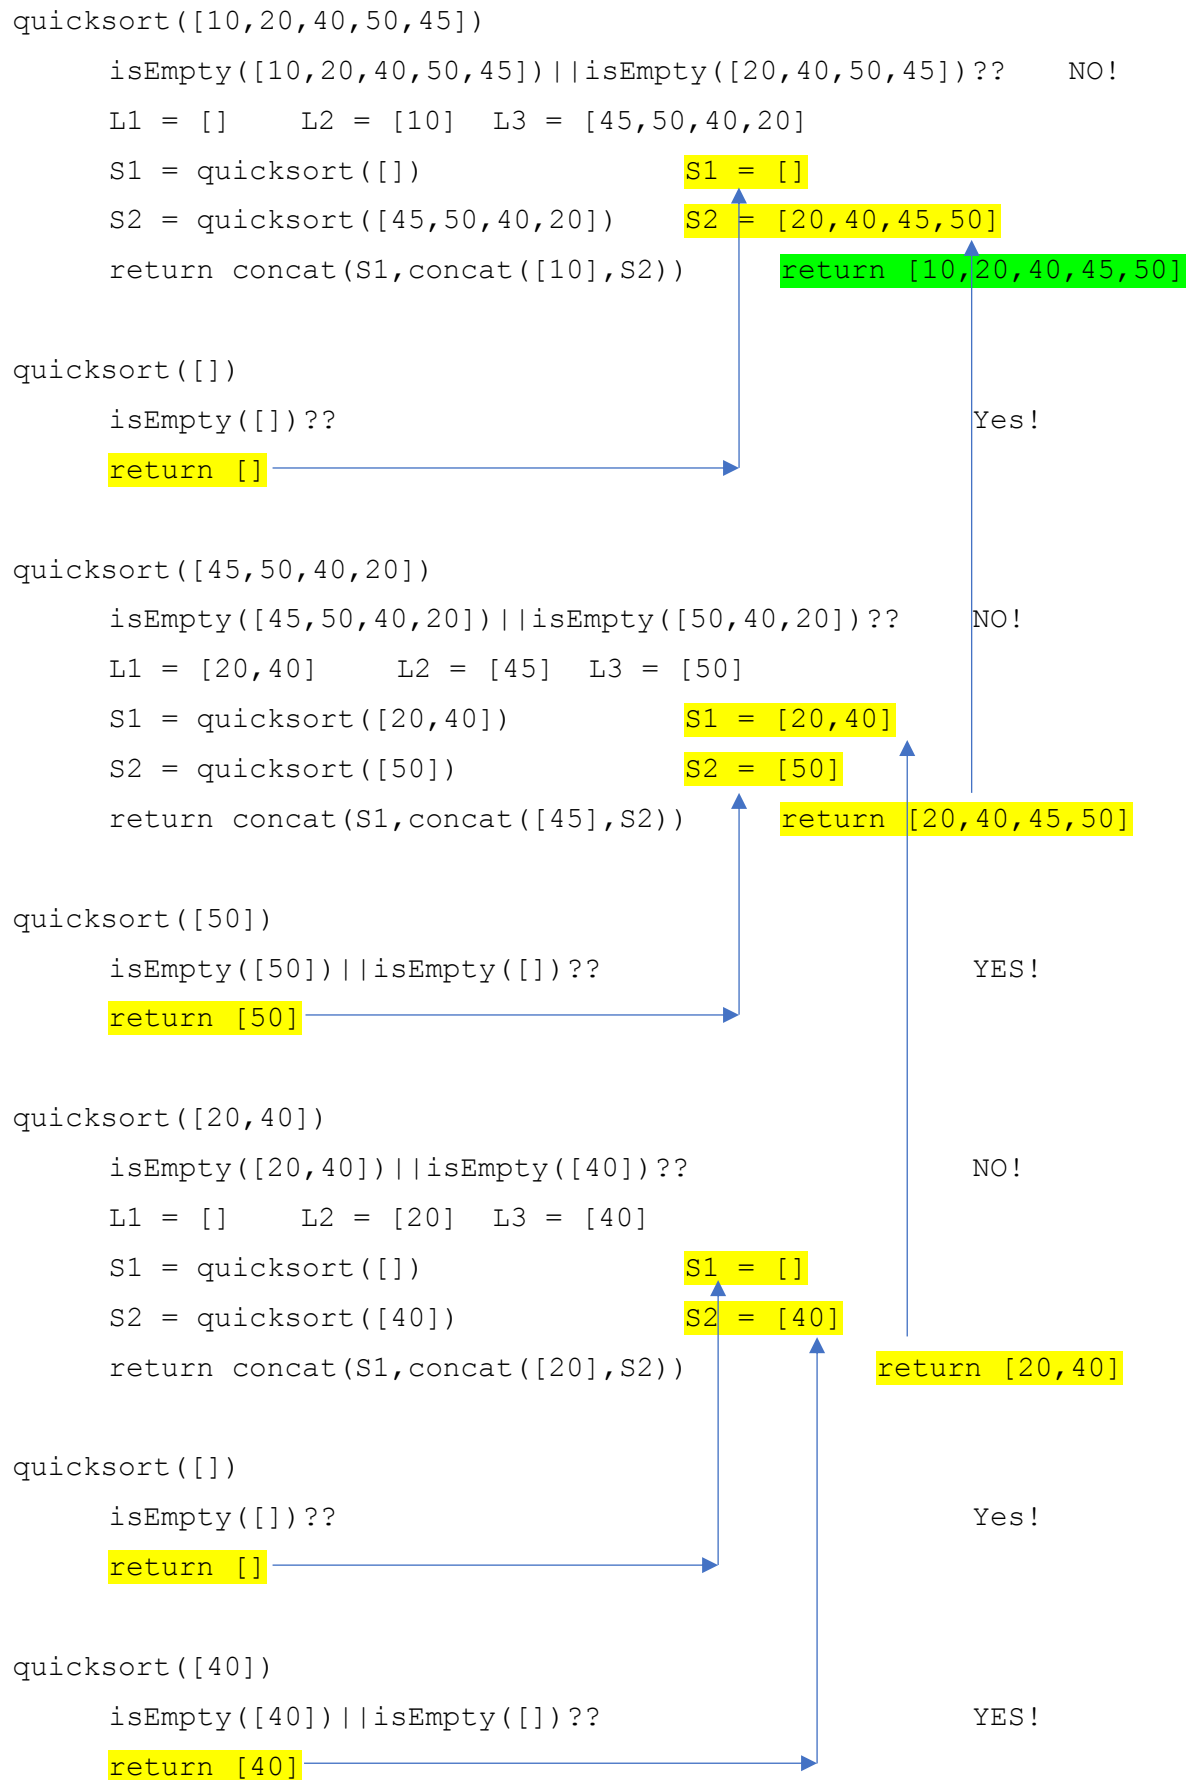 quicksort([10,20,40,50,45])
isEmpty([10,20,40,50,45])||isEmpty([20,40,50,45])?? NO!
L1 = [] L2 = [10] L3 = [45,50,40,20]
S1 = quicksort([]) S1 = []
S2 = quicksort([45,50,40,20]) S2 = [20,40,45,50]
return concat(S1,concat([10],S2)) return [10,20,40,45,50]
quicksort([])
isEmpty([])?? Yes!
return []
quicksort([45,50,40,20])
isEmpty([45,50,40,20])||isEmpty([50,40,20])?? NO!
L1 = [20,40] L2 = [45] L3 = [50]
S1 = quicksort([20,40]) S1 = [20,40]
S2 = quicksort([50]) S2 = [50]
return concat(S1,concat([45],S2)) return [20,40,45,50]
quicksort([50])
isEmpty([50])||isEmpty([])?? YES!
return [50]
quicksort([20,40])
isEmpty([20,40])||isEmpty([40])?? NO!
L1 = [] L2 = [20] L3 = [40]
S1 = quicksort([]) S1 = []
S2 = quicksort([40]) S2 = [40]
return concat(S1,concat([20],S2)) return [20,40]
quicksort([])
isEmpty([])?? Yes!
return []
quicksort([40])
isEmpty([40])||isEmpty([])?? YES!
return [40]